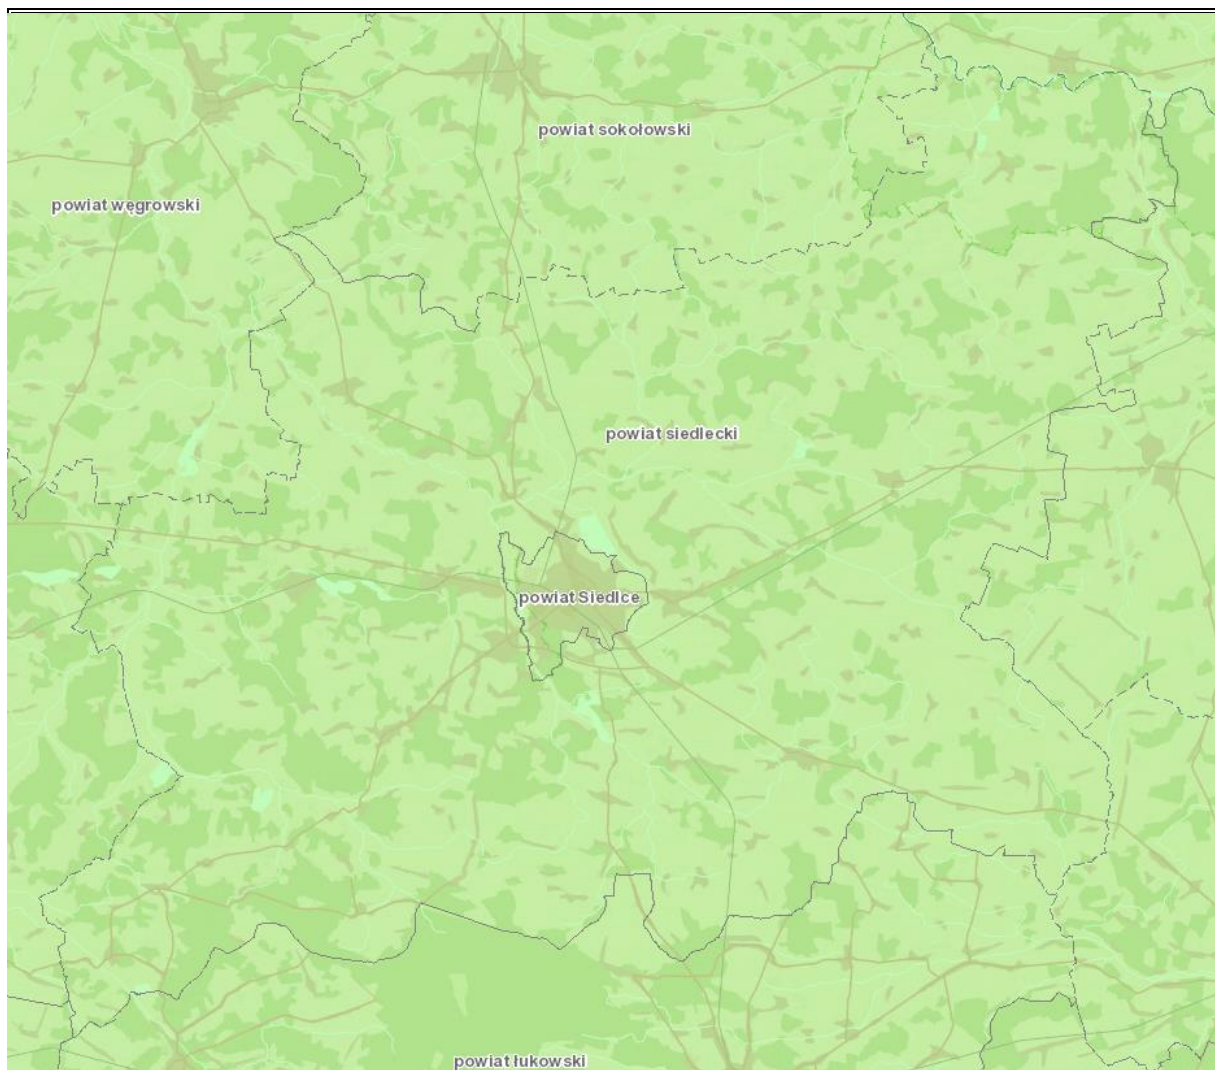 powiat sokołowski
powiat węgrowski
powiat siedlecki
powiat Siedlce
powiat łukowski